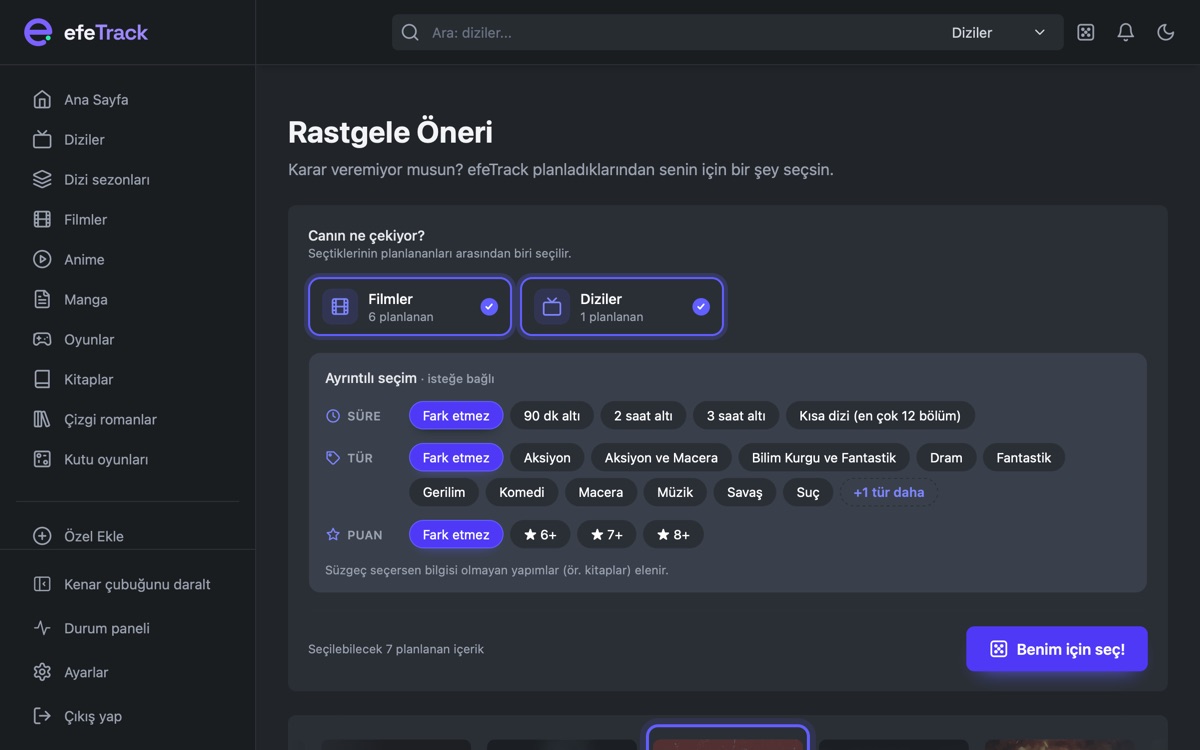 efeTrack
Ara: diziler...
Diziler
Ana Sayfa
Diziler
Dizi sezonları
Filmler
Anime
Manga
Oyunlar
Kitaplar
Çizgi romanlar
Kutu oyunları
Özel Ekle
Kenar çubuğunu daralt
Durum paneli
Ayarlar
Çıkış yap
Rastgele Öneri
Karar veremiyor musun? efeTrack planladıklarından senin için bir şey seçsin.
Canın ne çekiyor?
Seçtiklerinin planlananları arasından biri seçilir.
Filmler
6 planlanan
Diziler
1 planlanan
Ayrıntılı seçim · isteğe bağlı
SÜRE Fark etmez 90 dk altı 2 saat altı 3 saat altı Kısa dizi (en çok 12 bölüm)
TÜR Fark etmez Aksiyon Aksiyon ve Macera Bilim Kurgu ve Fantastik Dram Fantastik
Gerilim Komedi Macera Müzik Savaş Suç +1 tür daha
PUAN Fark etmez ★ 6+ ★ 7+ ★ 8+
Süzgeç seçersen bilgisi olmayan yapımlar (ör. kitaplar) elenir.
Seçilebilecek 7 planlanan içerik
Benim için seç!